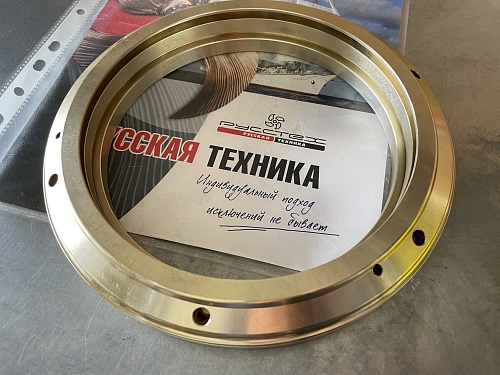 РУССТЕХ
РУССКАЯ ТЕХНИКА
УССКАЯ ТЕХНИКА
Индивидуальный подход
исключений не бывает